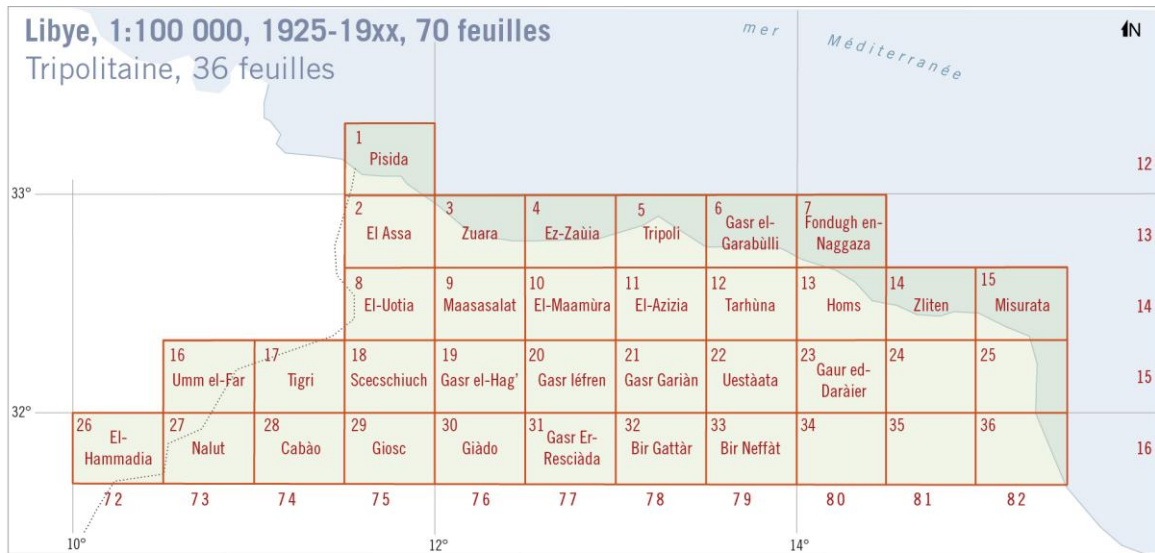 Libye, 1:100 000, 1925-19xx, 70 feuilles
Tripolitaine, 36 feuilles
mer Méditerranée
N
1
Pisida
12
33°
2
El Assa
3
Zuara
4
Ez-Zaùia
5
Tripoli
6
Gasr el-
Garabùlli
7
Fondugh en-
Naggaza
13
8
El-Uotia
9
Maasasalat
10
El-Maamùra
11
El-Azizia
12
Tarhùna
13
Homs
14
Zliten
15
Misurata
14
16
Umm el-Far
17
Tigri
18
Scecschiuch
19
Gasr el-Hag'
20
Gasr Iéfren
21
Gasr Gariàn
22
Uestàata
23
Gaur ed-
Daràier
24
25
15
32°
26
El-
Hammadia
27
Nalut
28
Cabào
29
Giosc
30
Giàdo
31
Gasr Er-
Resciàda
32
Bir Gattàr
33
Bir Neffàt
34
35
36
16
72 73 74 75 76 77 78 79 80 81 82
10° 12° 14°